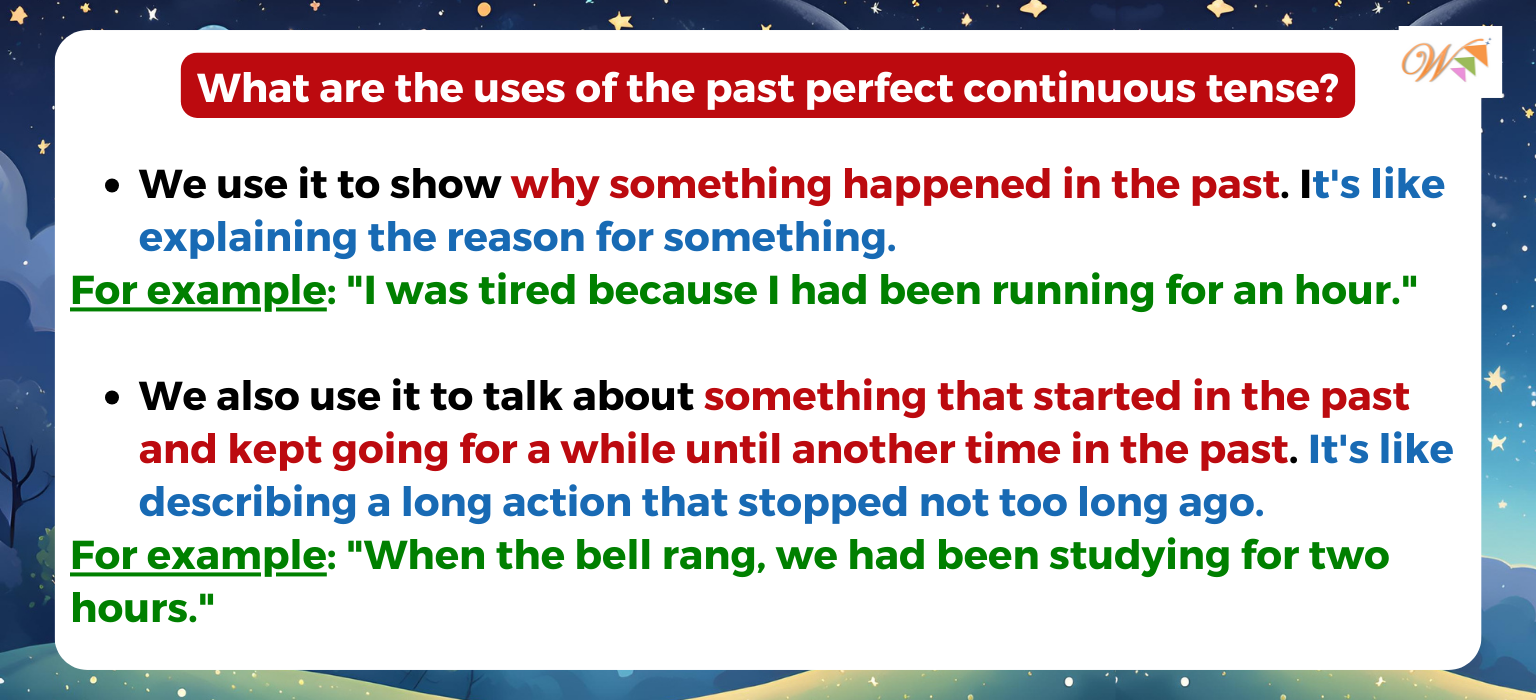 What are the uses of the past perfect continuous tense?
W
• We use it to show why something happened in the past. It's like
explaining the reason for something.
For example: "I was tired because I had been running for an hour."
• We also use it to talk about something that started in the past
and kept going for a while until another time in the past. It's like
describing a long action that stopped not too long ago.
For example: "When the bell rang, we had been studying for two
hours."